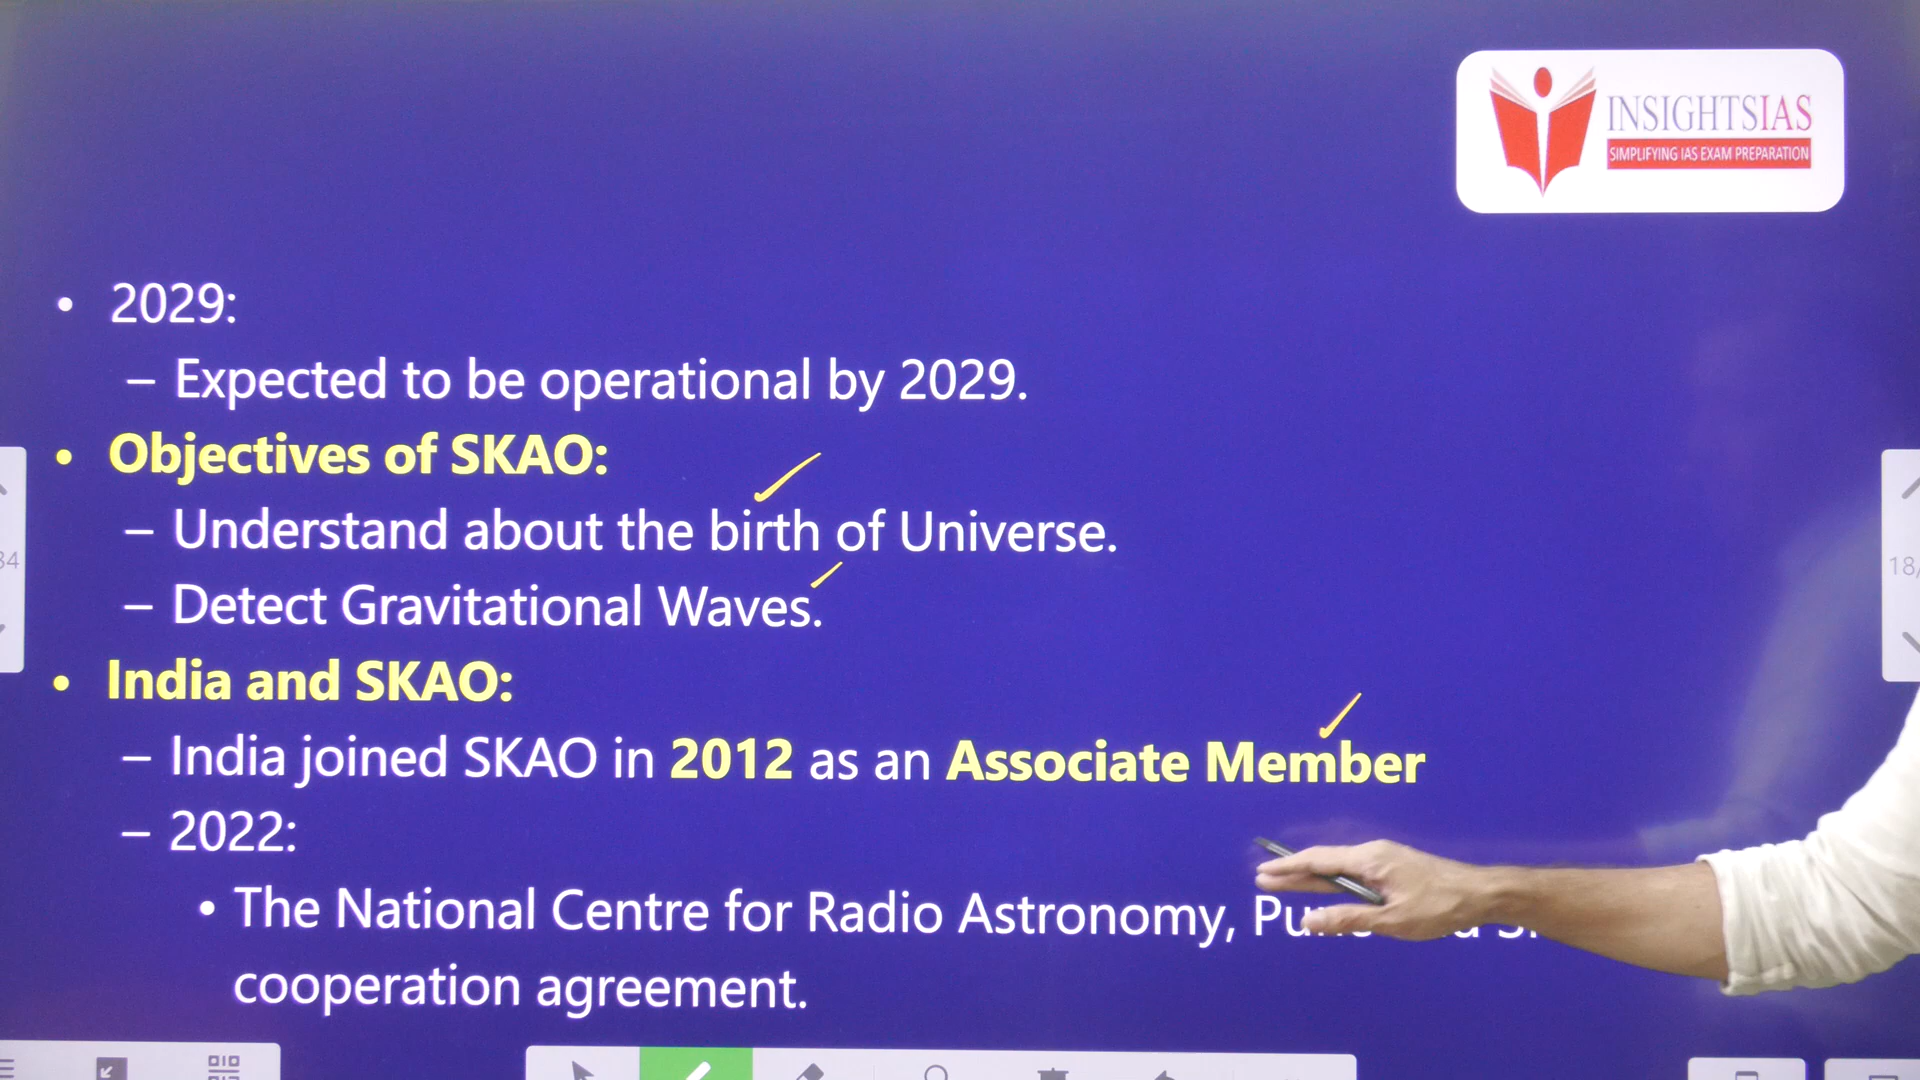 INSIGHTSIAS
SIMPLIFYING IAS EXAM PREPARATION
• 2029:
– Expected to be operational by 2029.
• Objectives of SKAO:
– Understand about the birth of Universe.
– Detect Gravitational Waves.
• India and SKAO:
– India joined SKAO in 2012 as an Associate Member
– 2022:
• The National Centre for Radio Astronomy,
cooperation agreement.
34
18/